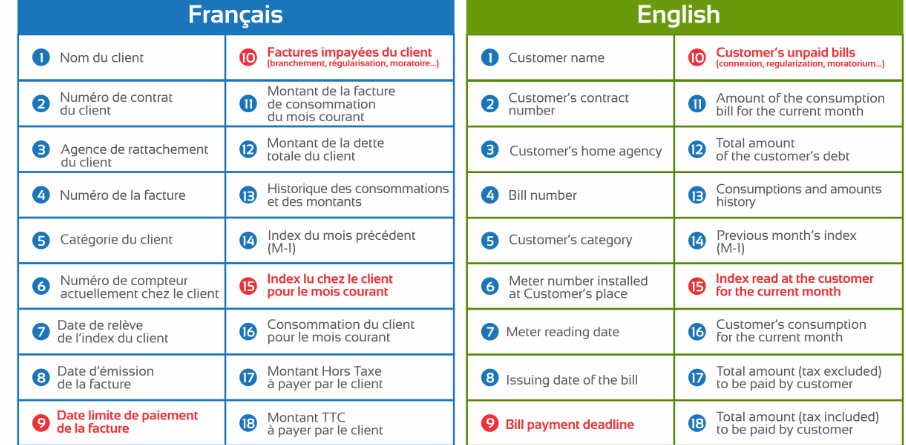 Français
1 Nom du client
2 Numéro de contrat
du client
3 Agence de rattachement
du client
4 Numéro de la facture
5 Catégorie du client
6 Numéro de compteur
actuellement chez le client
7 Date de relève
de l'index du client
8 Date d'émission
de la facture
9 Date limite de paiement
de la facture
10 Factures impayées du client
(branchement, régularisation, moratoire...)
11 Montant de la facture
de consommation
du mois courant
12 Montant de la dette
totale du client
13 Historique des consommations
et des montants
14 Index du mois précédent
(M-1)
15 Index lu chez le client
pour le mois courant
16 Consommation du client
pour le mois courant
17 Montant Hors Taxe
à payer par le client
18 Montant TTC
à payer par le client
English
1 Customer name
2 Customer's contract
number
3 Customer's home agency
4 Bill number
5 Customer's category
6 Meter number installed
at Customer's place
7 Meter reading date
8 Issuing date of the bill
9 Bill payment deadline
10 Customer's unpaid bills
(connexion, regularization, moratorium...)
11 Amount of the consumption
bill for the current month
12 Total amount
of the customer's debt
13 Consumptions and amounts
history
14 Previous month's index
(M-1)
15 Index read at the customer
for the current month
16 Customer's consumption
for the current month
17 Total amount (tax excluded)
to be paid by customer
18 Total amount (tax included)
to be paid by customer